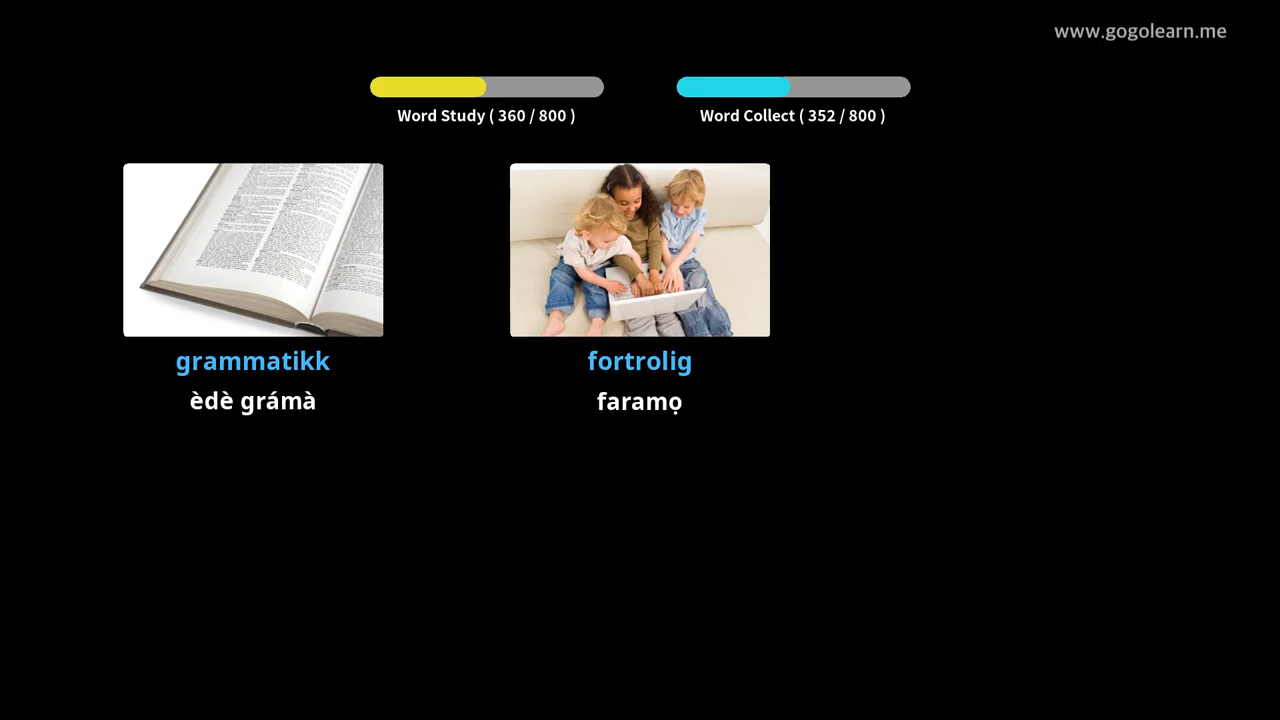 www.gogolearn.me
Word Study ( 360 / 800 )
Word Collect ( 352 / 800 )
grammatikk
èdè grámà
fortrolig
faramọ